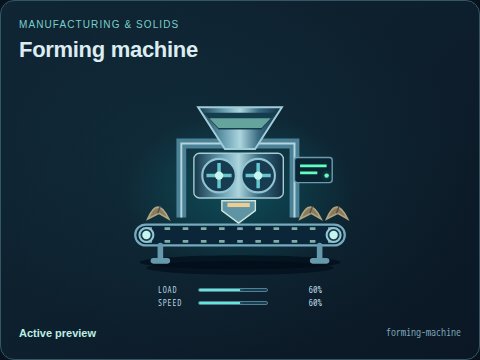 MANUFACTURING & SOLIDS
Forming machine
LOAD 60%
SPEED 60%
Active preview
forming-machine